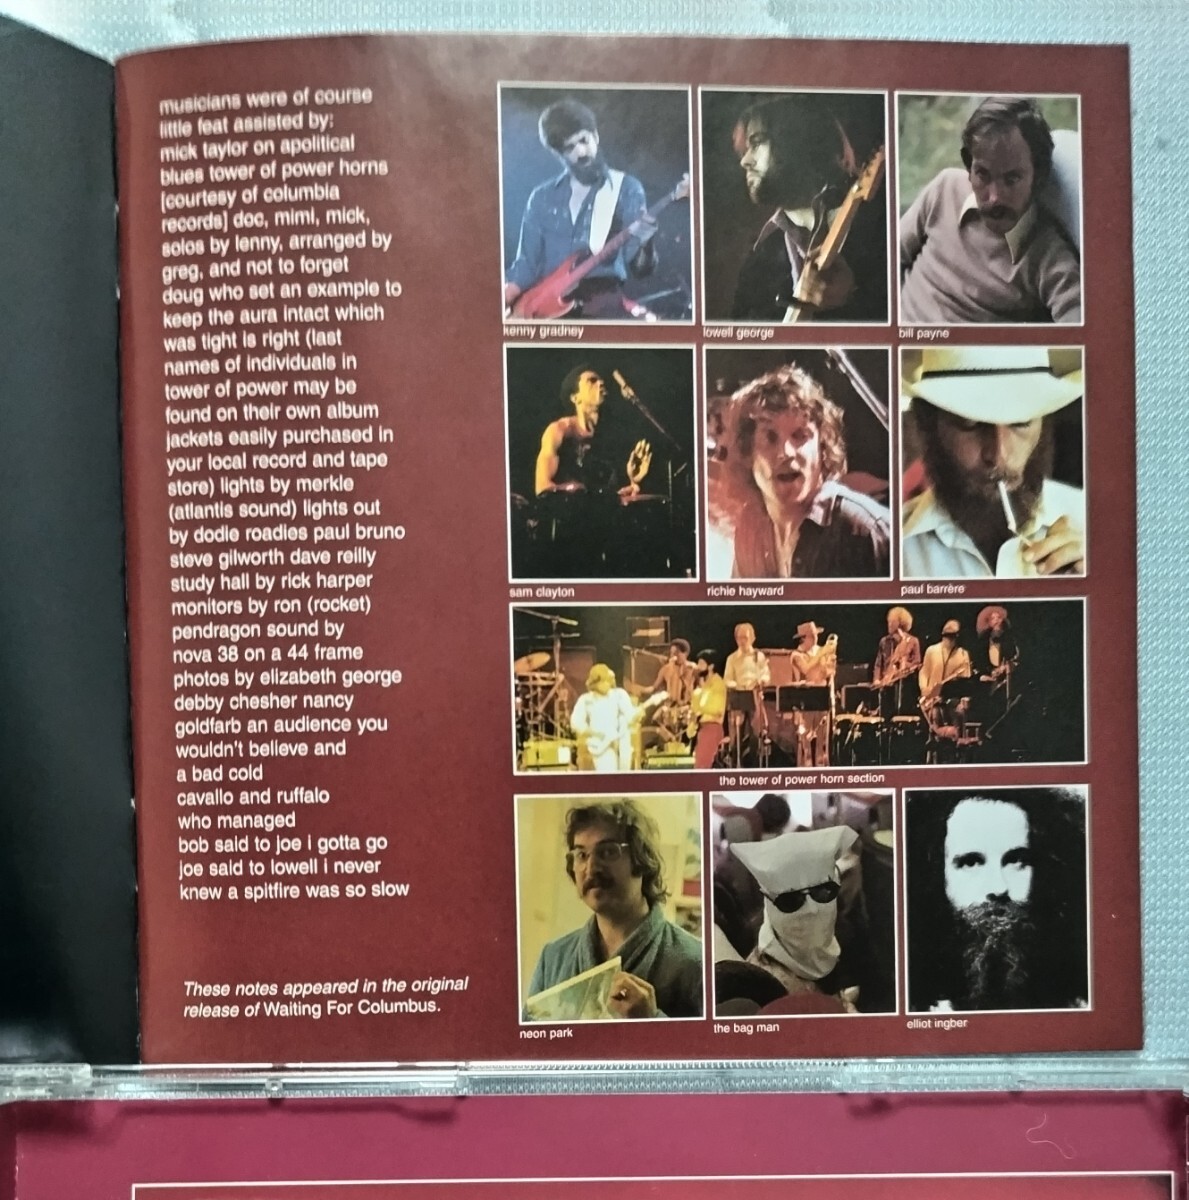 musicians were of course
little feat assisted by:
mick taylor on apolitical
blues tower of power horns
[courtesy of columbia
records] doc, mimi, mick,
solos by lenny, arranged by
greg, and not to forget
doug who set an example to
keep the aura intact which
was tight is right (last
names of individuals in
tower of power may be
found on their own album
jackets easily purchased in
your local record and tape
store) lights by merkle
(atlantis sound) lights out
by dodie roadies paul bruno
steve gilworth dave reilly
study hall by rick harper
monitors by ron (rocket)
pendragon sound by
nova 38 on a 44 frame
photos by elizabeth george
debby chesher nancy
goldfarb an audience you
wouldn't believe and
a bad cold
cavallo and ruffalo
who managed
bob said to joe i gotta go
joe said to lowell i never
knew a spitfire was so slow
These notes appeared in the original
release of Waiting For Columbus.
kenny gradney
lowell george
bill payne
sam clayton
richie hayward
paul barrère
the tower of power horn section
neon park
the bag man
elliot ingber